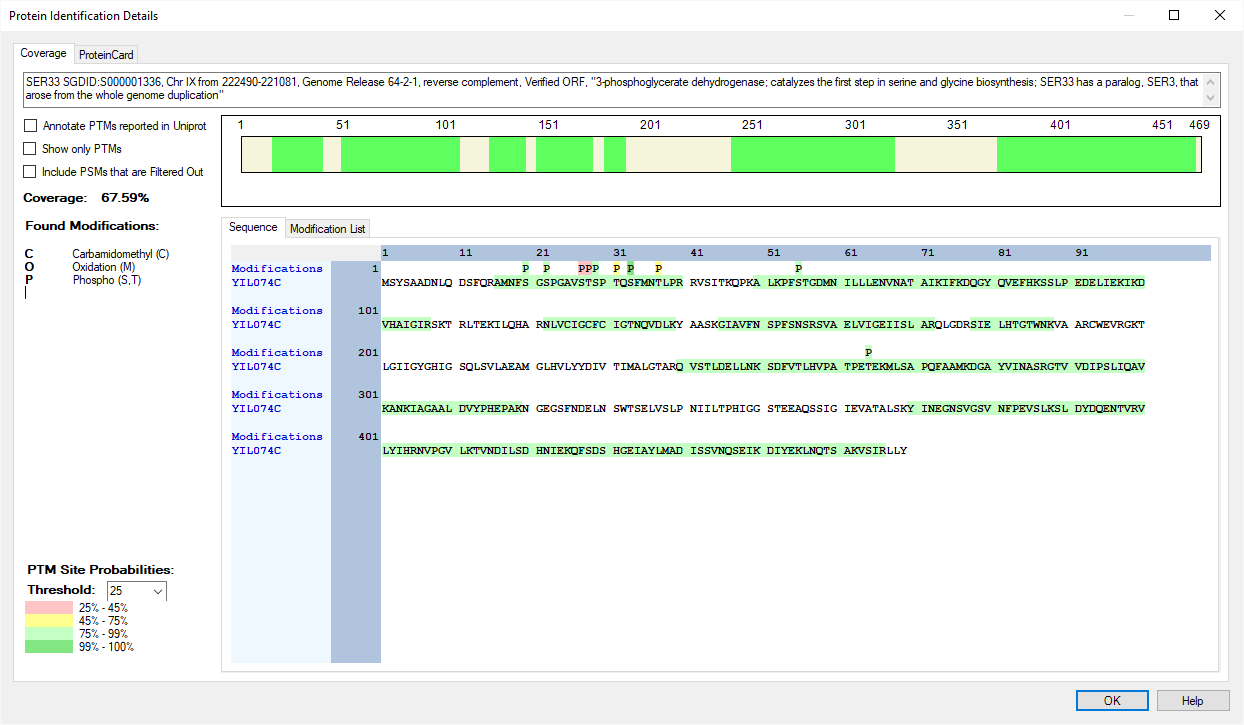 Protein Identification Details
Coverage ProteinCard
SER33 SGDID:S000001336, Chr IX from 222490-221081, Genome Release 64-2-1, reverse complement, Verified ORF, "3-phosphoglycerate dehydrogenase; catalyzes the first step in serine and glycine biosynthesis; SER33 has a paralog, SER3, that
arose from the whole genome duplication"
Annotate PTMs reported in Uniprot
Show only PTMs
Include PSMs that are Filtered Out
Coverage: 67.59%
1 51 101 151 201 251 301 351 401 451 469
Found Modifications:
C Carbamidomethyl (C)
O Oxidation (M)
P Phospho (S,T)
Sequence Modification List
1 11 21 31 41 51 61 71 81 91
Modifications 1 P P PPP P P P P
YIL074C MSYSAADNLQ DSFQRAMNFS GSPGAVSTSP TQSFMNTLPR RVSITKQPKA LKPFSTGDMN ILLLENVNAT AIKIFKDQGY QVEFHKSSLP EDELIEKIKD
Modifications 101
YIL074C VHAIGIRSKT RLTEKILQHA RNLVCIGCFC IGTNQVDLKY AASKGIAVFN SPFSNSRSVA ELVIGEIISL ARQLGDRSIE LHTGTWNKVA ARCWEVRGKT
Modifications 201 P
YIL074C LGIIGYGHIG SQLSVLAEAM GLHVLYYDIV TIMALGTARQ VSTLDELLNK SDFVTLHVPA TPETEKMLSA PQFAAMKDGA YVINASRGTV VDIPSLIQAV
Modifications 301
YIL074C KANKIAGAAL DVYPHEPAKN GEGSFNDELN SWTSELVSLP NIILTPHIGG STEEAQSSIG IEVATALSKY INEGNSVGSV NFPEVSLKSL DYDQENTVRV
Modifications 401
YIL074C LYIHRNVPGV LKTVNDILSD HNIEKQFSDS HGEIAYLMAD ISSVNQSEIK DIYEKLNQTS AKVSIRLLY
PTM Site Probabilities:
Threshold: 25
25% - 45%
45% - 75%
75% - 99%
99% - 100%
OK Help